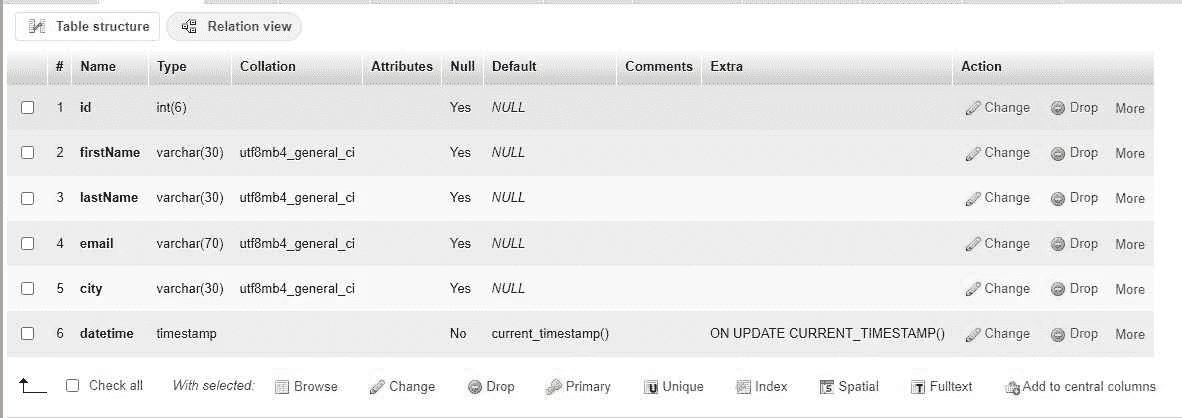 Table structure Relation view
# Name Type Collation Attributes Null Default Comments Extra Action
1 id int(6) Yes NULL Change Drop More
2 firstName varchar(30) utf8mb4_general_ci Yes NULL Change Drop More
3 lastName varchar(30) utf8mb4_general_ci Yes NULL Change Drop More
4 email varchar(70) utf8mb4_general_ci Yes NULL Change Drop More
5 city varchar(30) utf8mb4_general_ci Yes NULL Change Drop More
6 datetime timestamp No current_timestamp() ON UPDATE CURRENT_TIMESTAMP() Change Drop More
Check all With selected: Browse Change Drop Primary Unique Index Spatial Fulltext Add to central columns